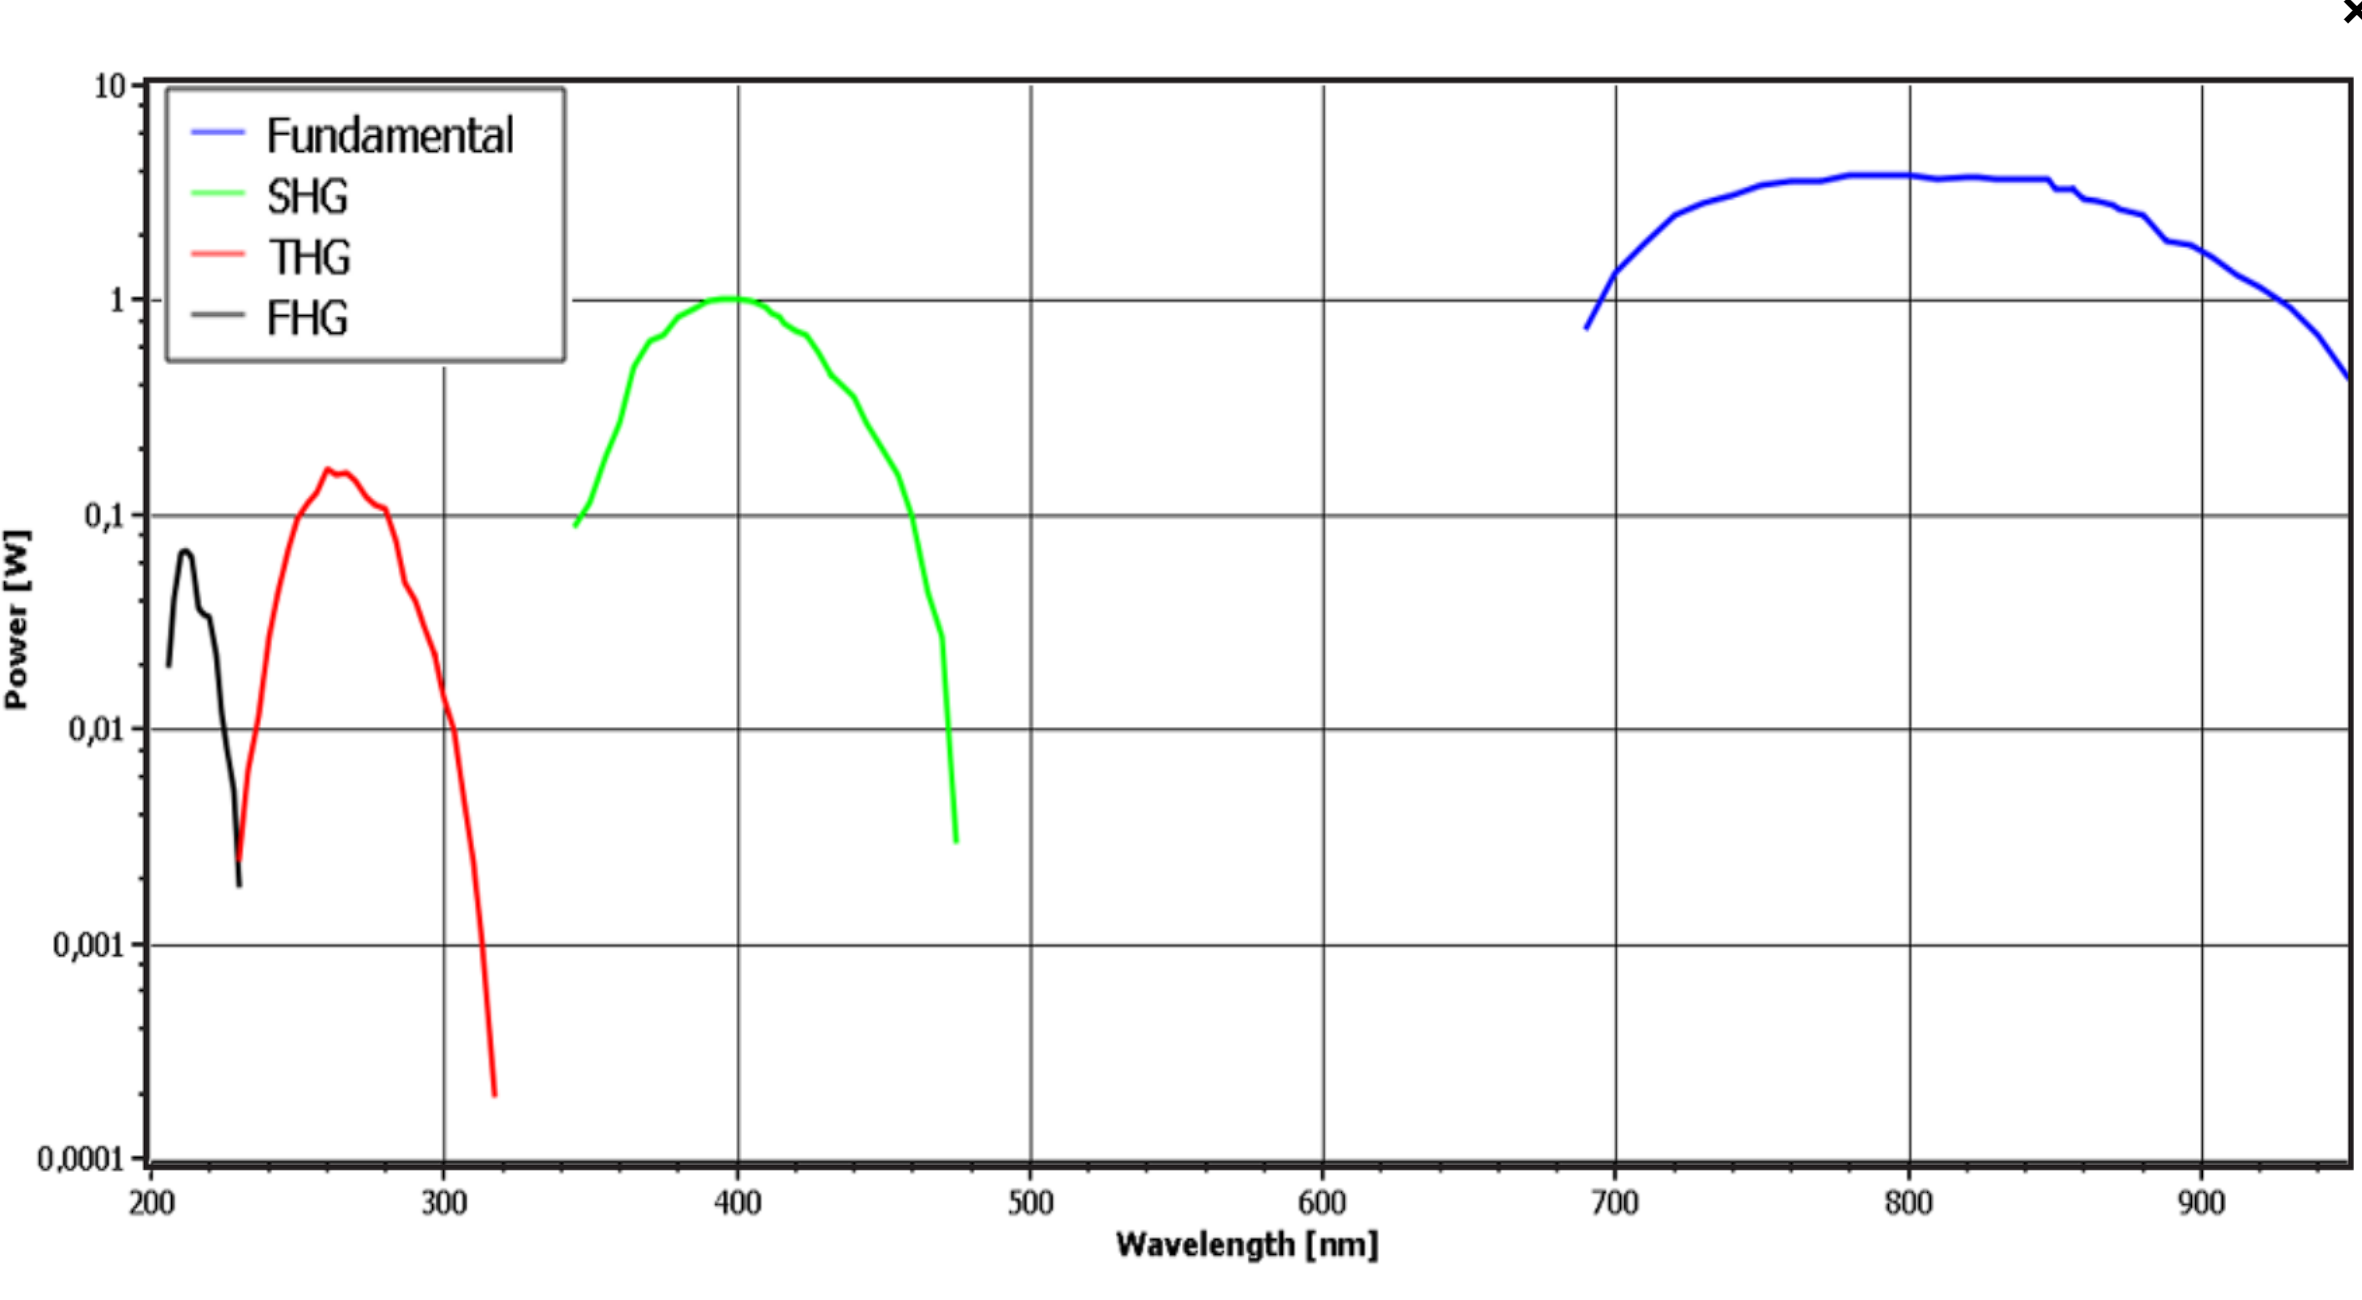 10
Fundamental
SHG
THG
FHG
1
0,1
0,01
0,001
0,0001
Power [W]
200 300 400 500 600 700 800 900
Wavelength [nm]